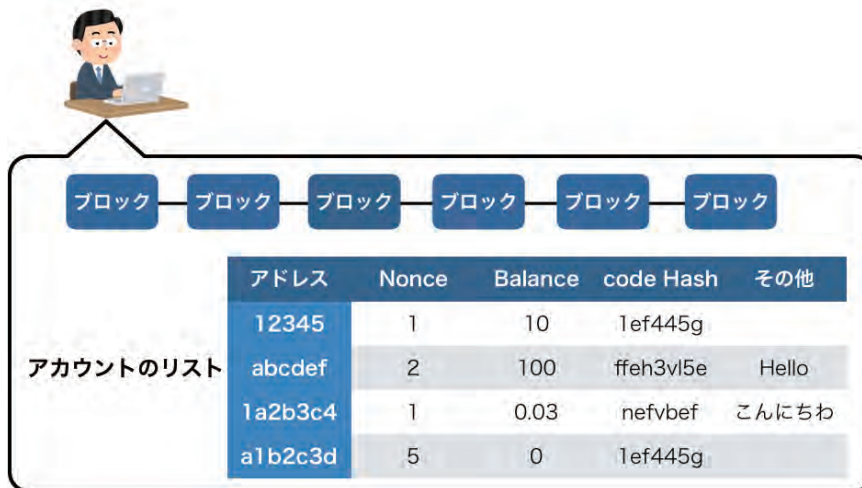 ブロック ブロック ブロック ブロック ブロック ブロック
アドレス Nonce Balance code Hash その他
12345 1 10 1ef445g
アカウントのリスト
abcdef 2 100 ffeh3vl5e Hello
1a2b3c4 1 0.03 nefvbef こんにちわ
a1b2c3d 5 0 1ef445g